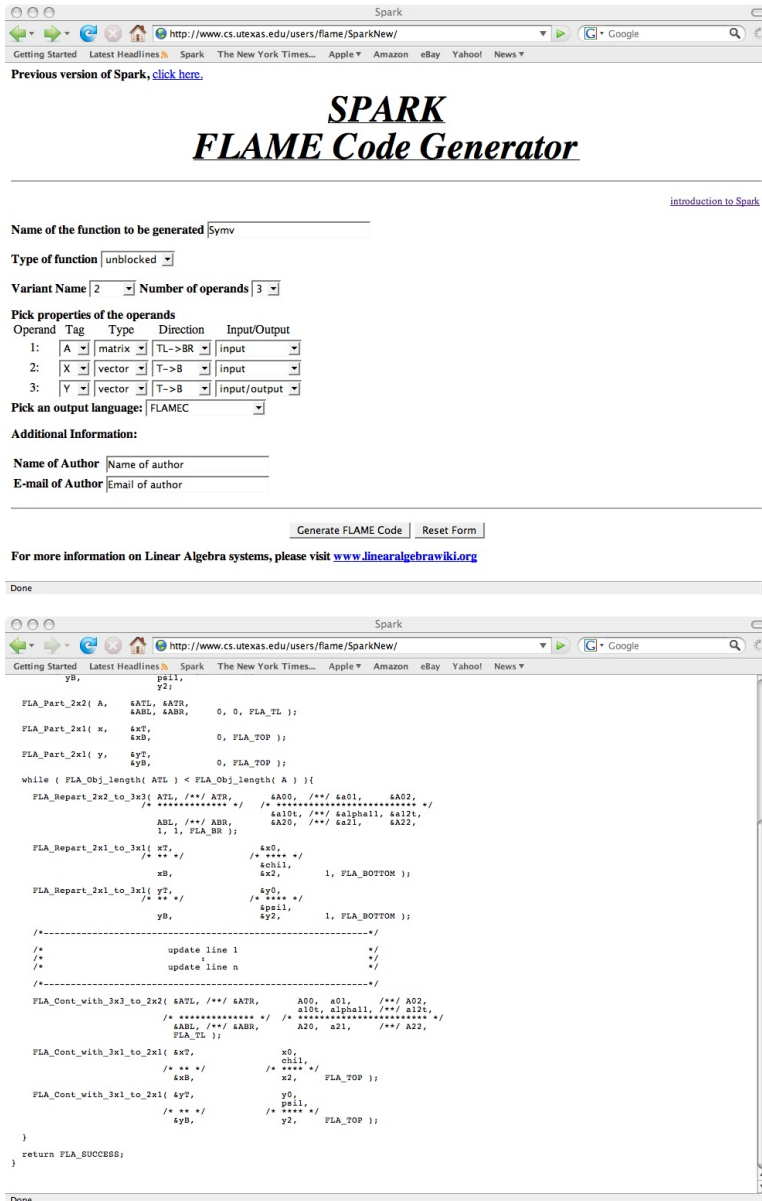 Spark
http://www.cs.utexas.edu/users/flame/SparkNew/
G Google
Getting Started Latest Headlines Spark The New York Times... Apple Amazon eBay Yahoo! News
Previous version of Spark, click here.
SPARK
FLAME Code Generator
introduction to Spark
Name of the function to be generated Symv
Type of function unblocked
Variant Name 2 Number of operands 3
Pick properties of the operands
Operand Tag Type Direction Input/Output
1: A matrix TL->BR input
2: X vector T->B input
3: Y vector T->B input/output
Pick an output language: FLAMEC
Additional Information:
Name of Author Name of author
E-mail of Author Email of author
Generate FLAME Code Reset Form
For more information on Linear Algebra systems, please visit www.linearalgebrawiki.org
Done
Spark
http://www.cs.utexas.edu/users/flame/SparkNew/
G Google
Getting Started Latest Headlines Spark The New York Times... Apple Amazon eBay Yahoo! News
yB, psi1,
y2;
FLA_Part_2x2( A, &ATL, &ATR,
&ABL, &ABR, 0, 0, FLA_TL );
FLA_Part_2x1( x, &xT,
&xB, 0, FLA_TOP );
FLA_Part_2x1( y, &yT,
&yB, 0, FLA_TOP );
while ( FLA_Obj_length( ATL ) < FLA_Obj_length( A ) ){
FLA_Repart_2x2_to_3x3( ATL, /**/ ATR, &A00, /**/ &a01, &A02,
/* ************* */ /* ************************** */
&a10t, /**/ &alpha11, &a12t,
ABL, /**/ ABR, &A20, /**/ &a21, &A22,
1, 1, FLA_BR );
FLA_Repart_2x1_to_3x1( xT, &x0,
/* ** */ /* **** */
&chi1,
xB, &x2, 1, FLA_BOTTOM );
FLA_Repart_2x1_to_3x1( yT, &y0,
/* ** */ /* **** */
&psi1,
yB, &y2, 1, FLA_BOTTOM );
/*------------------------------------------------------------*/
/* update line 1 */
/* : */
/* update line n */
/*------------------------------------------------------------*/
FLA_Cont_with_3x3_to_2x2( &ATL, /**/ &ATR, A00, a01, /**/ A02,
a10t, alpha11, /**/ a12t,
/* ************** */ /* ************************ */
&ABL, /**/ &ABR, A20, a21, /**/ A22,
FLA_TL );
FLA_Cont_with_3x1_to_2x1( &xT, x0,
chi1,
/* ** */ /* **** */
&xB, x2, FLA_TOP );
FLA_Cont_with_3x1_to_2x1( &yT, y0,
psi1,
/* ** */ /* **** */
&yB, y2, FLA_TOP );
}
return FLA_SUCCESS;
}
Done